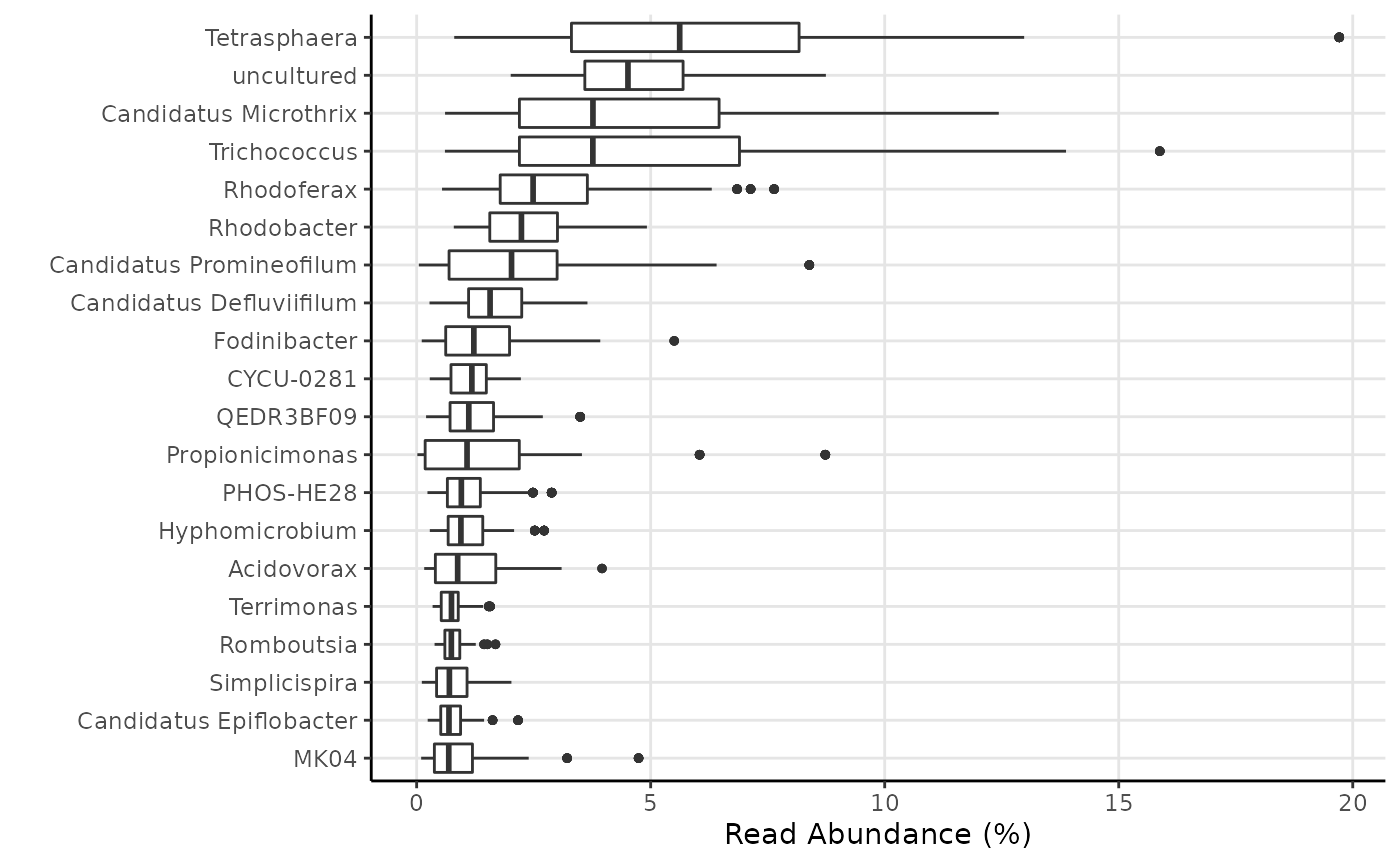 Tetrasphaera
uncultured
Candidatus Microthrix
Trichococcus
Rhodoferax
Rhodobacter
Candidatus Promineofilum
Candidatus Defluviifilum
Fodinibacter
CYCU-0281
QEDR3BF09
Propionicimonas
PHOS-HE28
Hyphomicrobium
Acidovorax
Terrimonas
Romboutsia
Simplicispira
Candidatus Epiflobacter
MK04
0 5 10 15 20
Read Abundance (%)